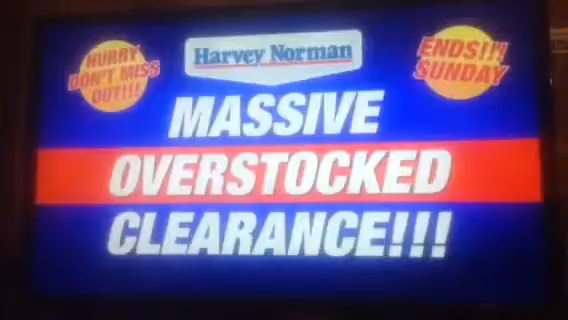 HURRY
DON'T MISS
OUT!!!
Harvey Norman
ENDS!!!
SUNDAY
MASSIVE
OVERSTOCKED
CLEARANCE!!!